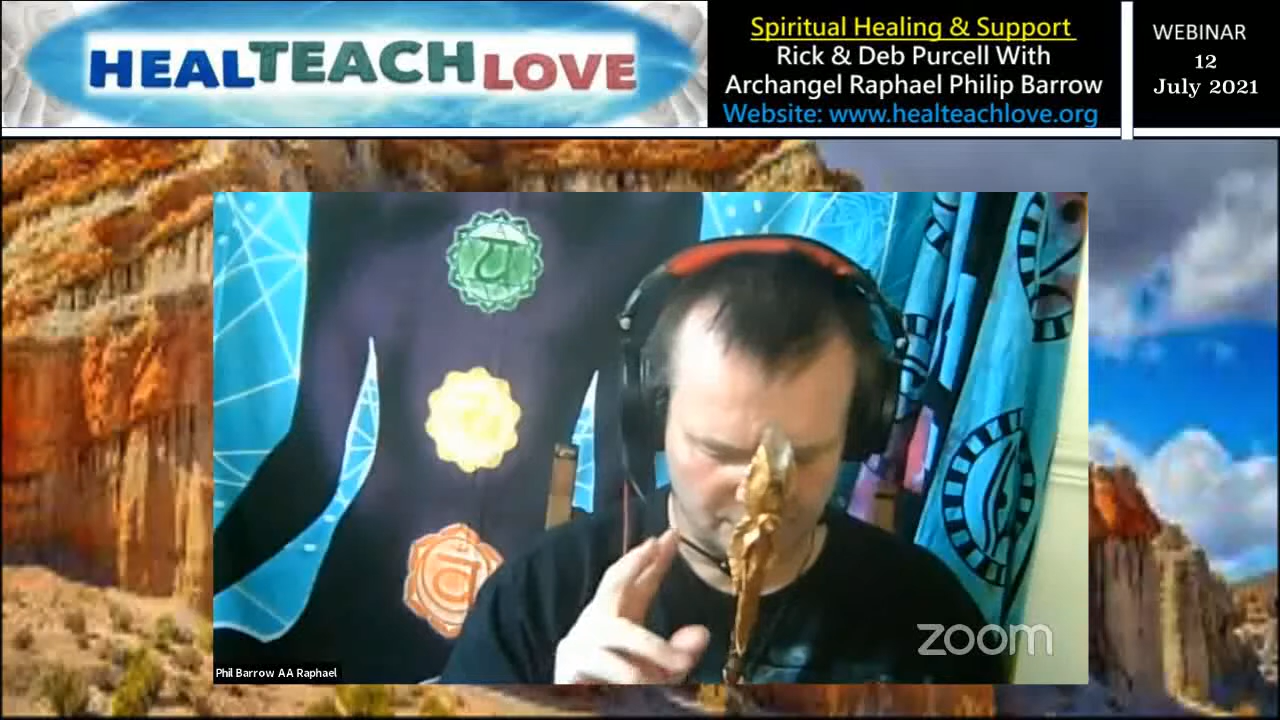 HEALTEACHLOVE
Spiritual Healing & Support
Rick & Deb Purcell With
Archangel Raphael Philip Barrow
Website: www.healteachlove.org
WEBINAR
12
July 2021
zoom
Phil Barrow AA Raphael